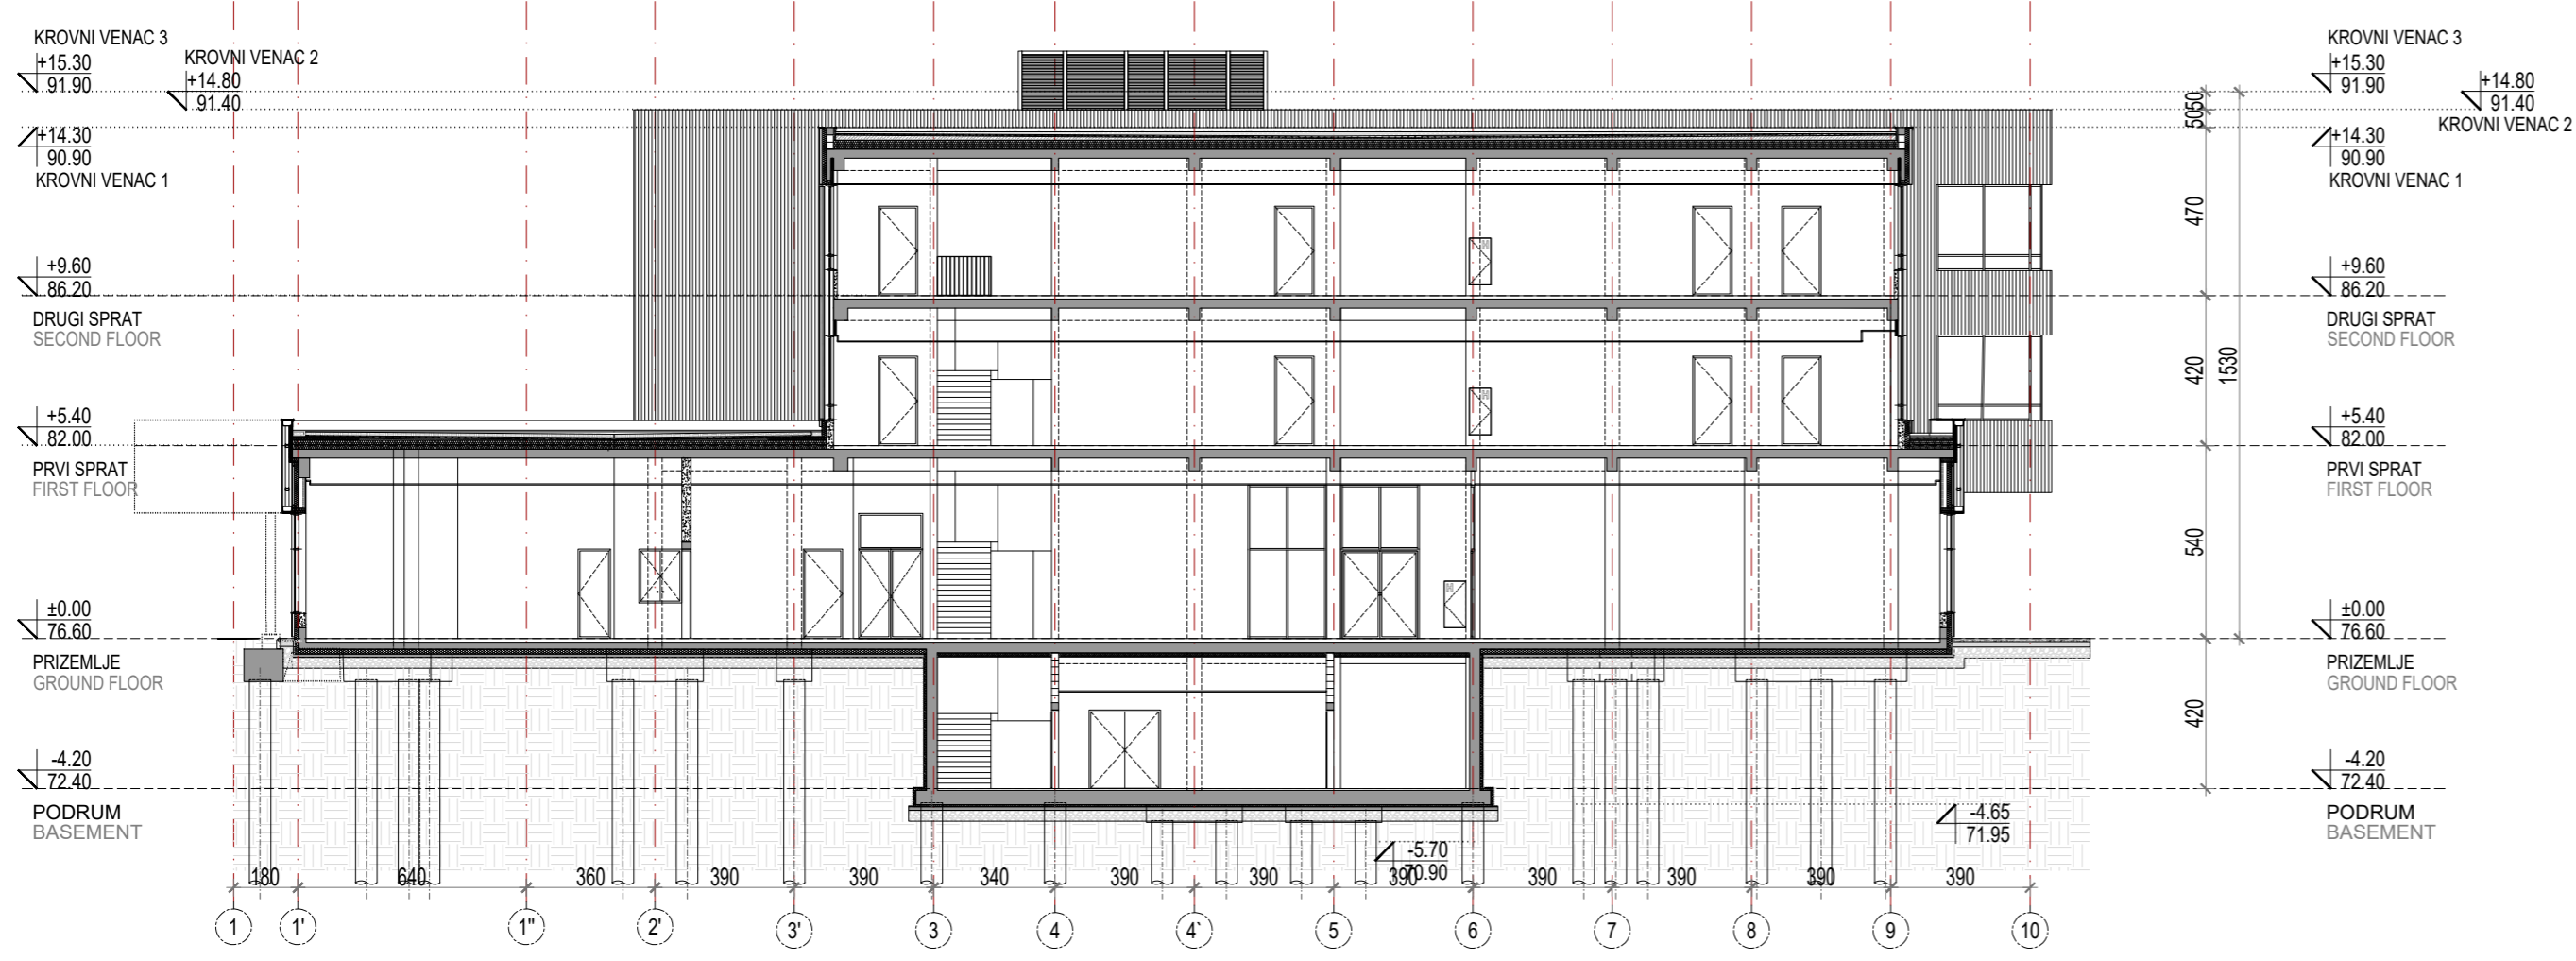 KROVNI VENAC 3
+15.30
91.90
KROVNI VENAC 2
+14.80
91.40
+14.30
90.90
KROVNI VENAC 1
+9.60
86.20
DRUGI SPRAT
SECOND FLOOR
+5.40
82.00
PRVI SPRAT
FIRST FLOOR
±0.00
76.60
PRIZEMLJE
GROUND FLOOR
-4.20
72.40
PODRUM
BASEMENT
KROVNI VENAC 3
+15.30
91.90
+14.80
91.40
KROVNI VENAC 2
+14.30
90.90
KROVNI VENAC 1
+9.60
86.20
DRUGI SPRAT
SECOND FLOOR
+5.40
82.00
PRVI SPRAT
FIRST FLOOR
±0.00
76.60
PRIZEMLJE
GROUND FLOOR
-4.20
72.40
PODRUM
BASEMENT
50
50
470
420
1530
540
420
H
H
H
-4.65
71.95
-5.70
70.90
180 640 360 390 390 340 390 390 390 390 390 390 390
1 1' 1" 2' 3' 3 4 4` 5 6 7 8 9 10